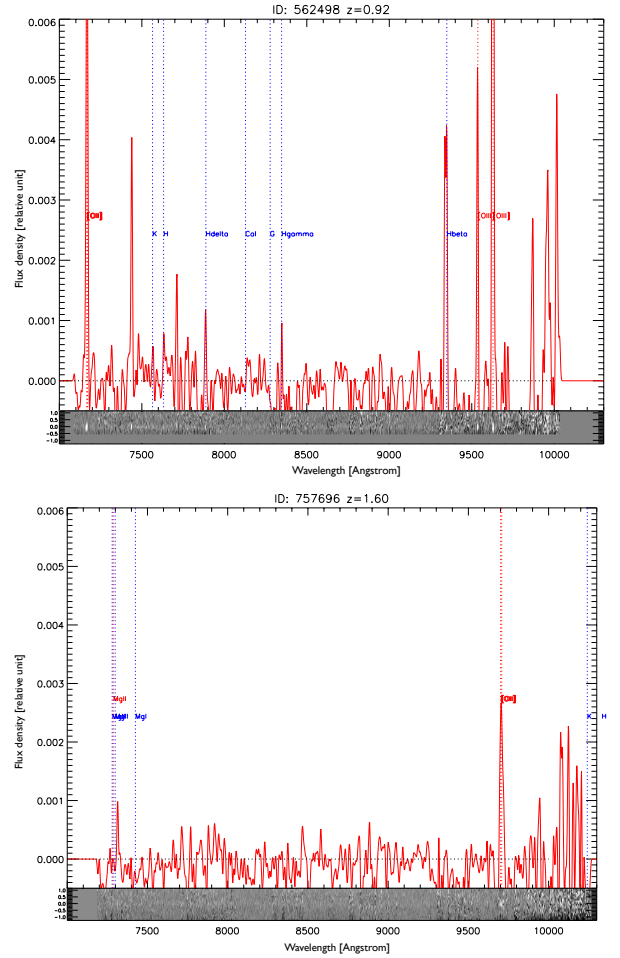 ID: 562498 z=0.92
0.006
0.005
0.004
0.003
0.002
0.001
0.000
Flux density [relative unit]
[OII] [OIII] [OIII]
K H Hdelta CaI G Hgamma Hbeta
1.0
0.5
0.0
−0.5
−1.0
7500 8000 8500 9000 9500 10000
Wavelength [Angstrom]
ID: 757696 z=1.60
0.006
0.005
0.004
0.003
0.002
0.001
0.000
Flux density [relative unit]
MgII [OII]
MgI K H
1.0
0.5
0.0
−0.5
−1.0
7500 8000 8500 9000 9500 10000
Wavelength [Angstrom]